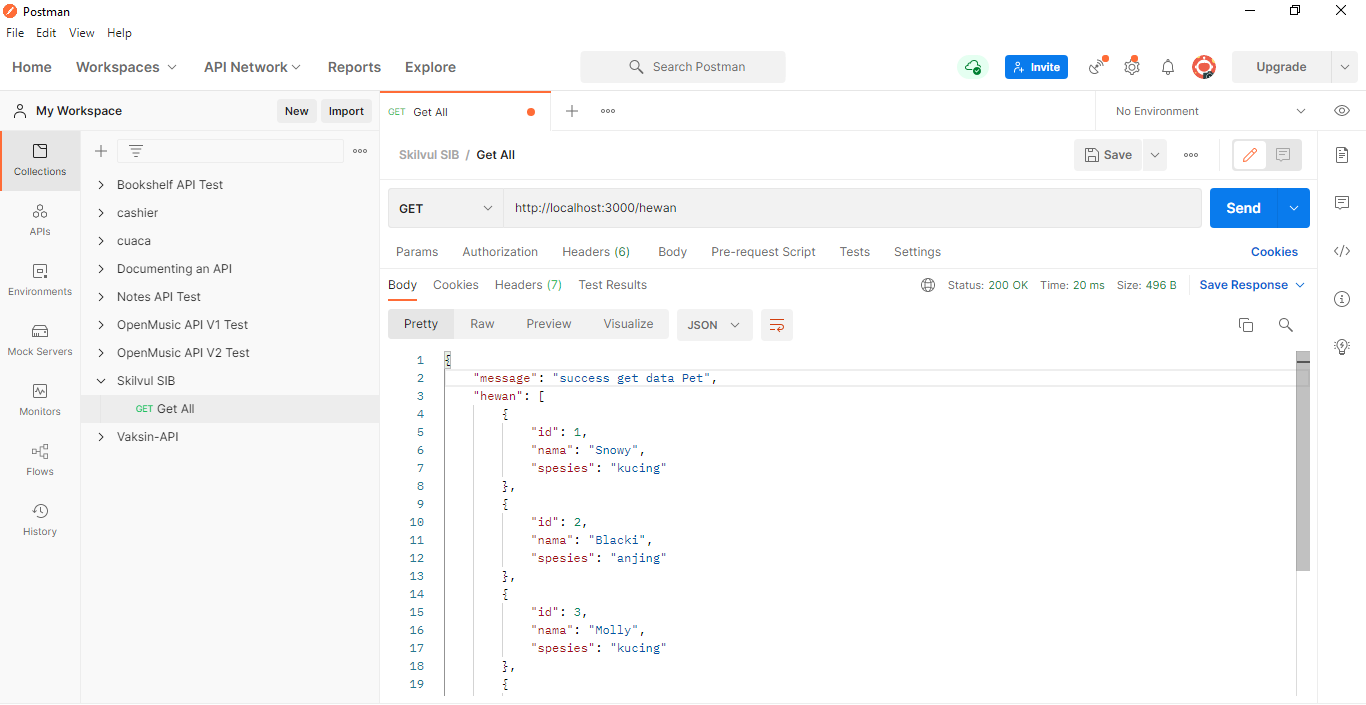 Postman
File Edit View Help
Home Workspaces API Network Reports Explore Search Postman Invite Upgrade
My Workspace New Import GET Get All No Environment
Collections
APIs
Environments
Mock Servers
Monitors
Flows
History
Bookshelf API Test
cashier
cuaca
Documenting an API
Notes API Test
OpenMusic API V1 Test
OpenMusic API V2 Test
Skilvul SIB
GET Get All
Vaksin-API
Skilvul SIB / Get All Save
GET http://localhost:3000/hewan Send
Params Authorization Headers (6) Body Pre-request Script Tests Settings Cookies
Body Cookies Headers (7) Test Results Status: 200 OK Time: 20 ms Size: 496 B Save Response
Pretty Raw Preview Visualize JSON
1 {
2 "message": "success get data Pet",
3 "hewan": [
4 {
5 "id": 1,
6 "nama": "Snowy",
7 "spesies": "kucing"
8 },
9 {
10 "id": 2,
11 "nama": "Blacki",
12 "spesies": "anjing"
13 },
14 {
15 "id": 3,
16 "nama": "Molly",
17 "spesies": "kucing"
18 },
19 {